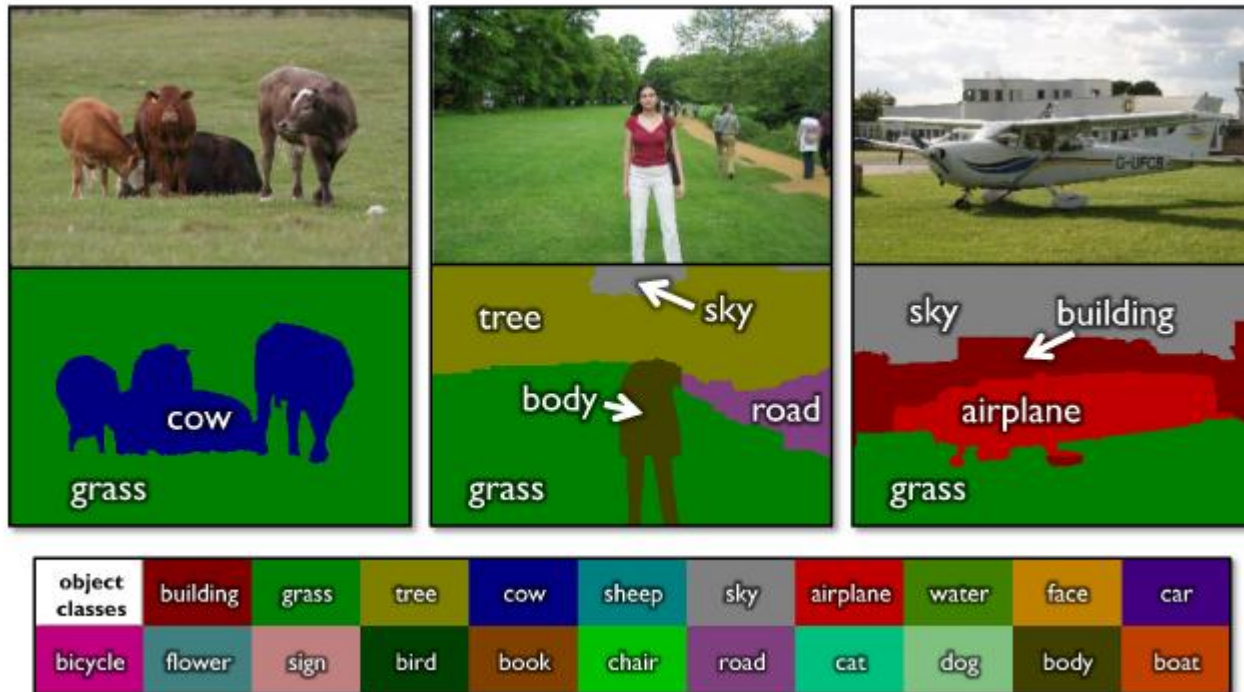 G-UFCB
sky
tree
sky
building
body
road
airplane
cow
grass
grass
grass
object classes
building
grass
tree
cow
sheep
sky
airplane
water
face
car
bicycle
flower
sign
bird
book
chair
road
cat
dog
body
boat